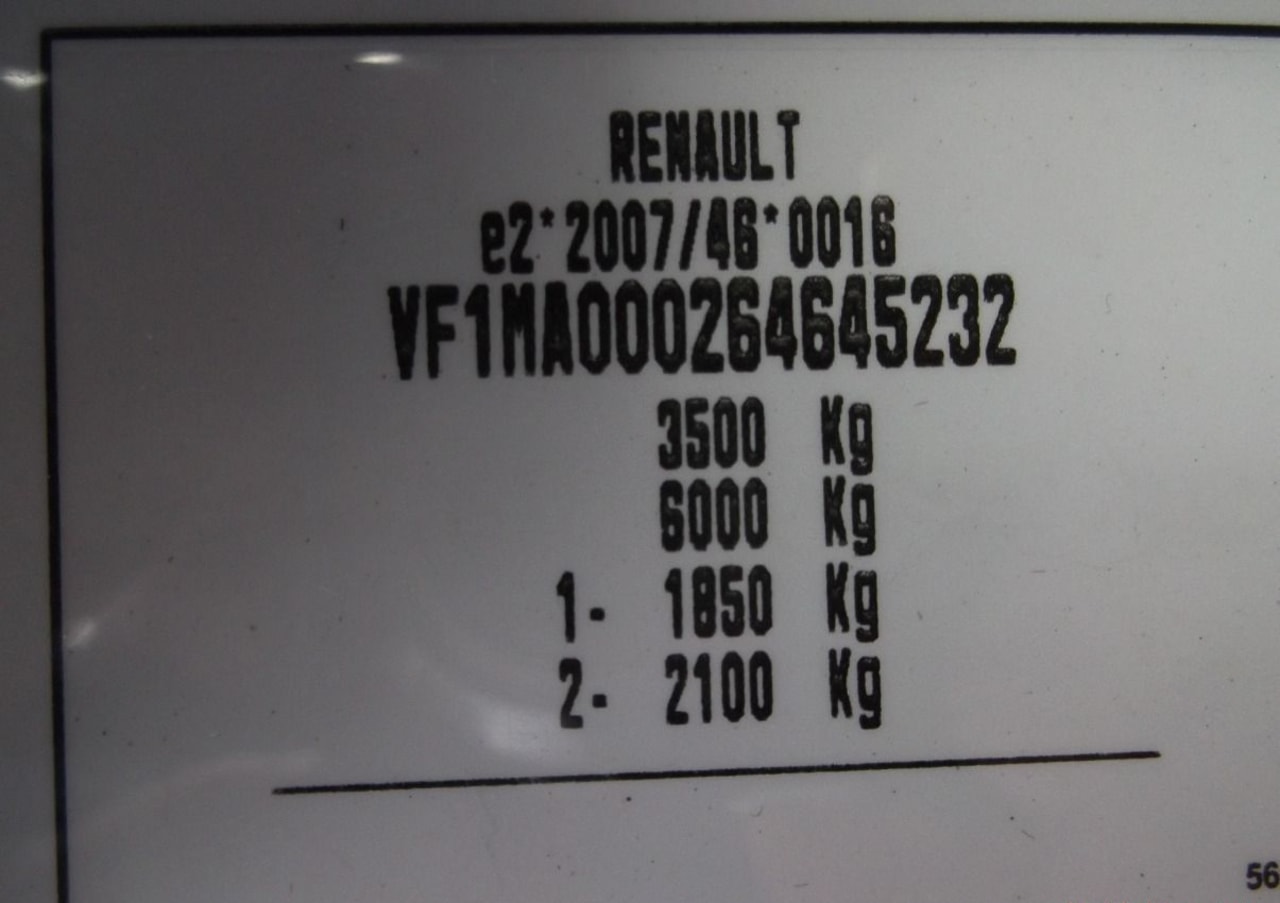 RENAULT
e2*2007/46*0016
VF1MA000264645232
3500 Kg
6000 Kg
1- 1850 Kg
2- 2100 Kg
56